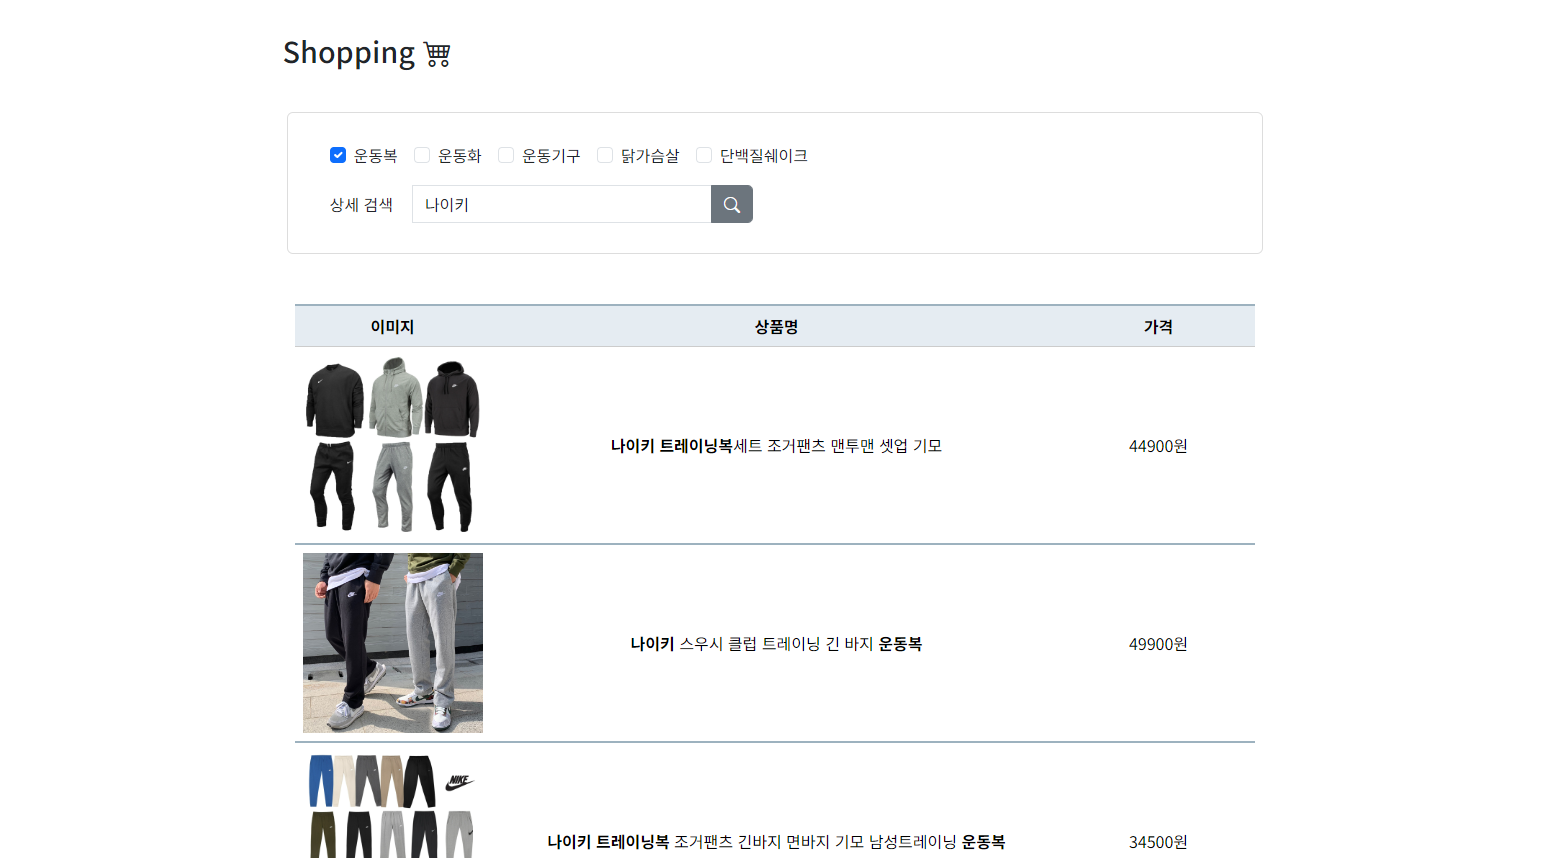 Shopping
운동복 운동화 운동기구 닭가슴살 단백질쉐이크
상세 검색 나이키
이미지 상품명 가격
나이키 트레이닝복세트 조거팬츠 맨투맨 셋업 기모 44900원
나이키 스우시 클럽 트레이닝 긴 바지 운동복 49900원
NIKE
나이키 트레이닝복 조거팬츠 긴바지 면바지 기모 남성트레이닝 운동복 34500원